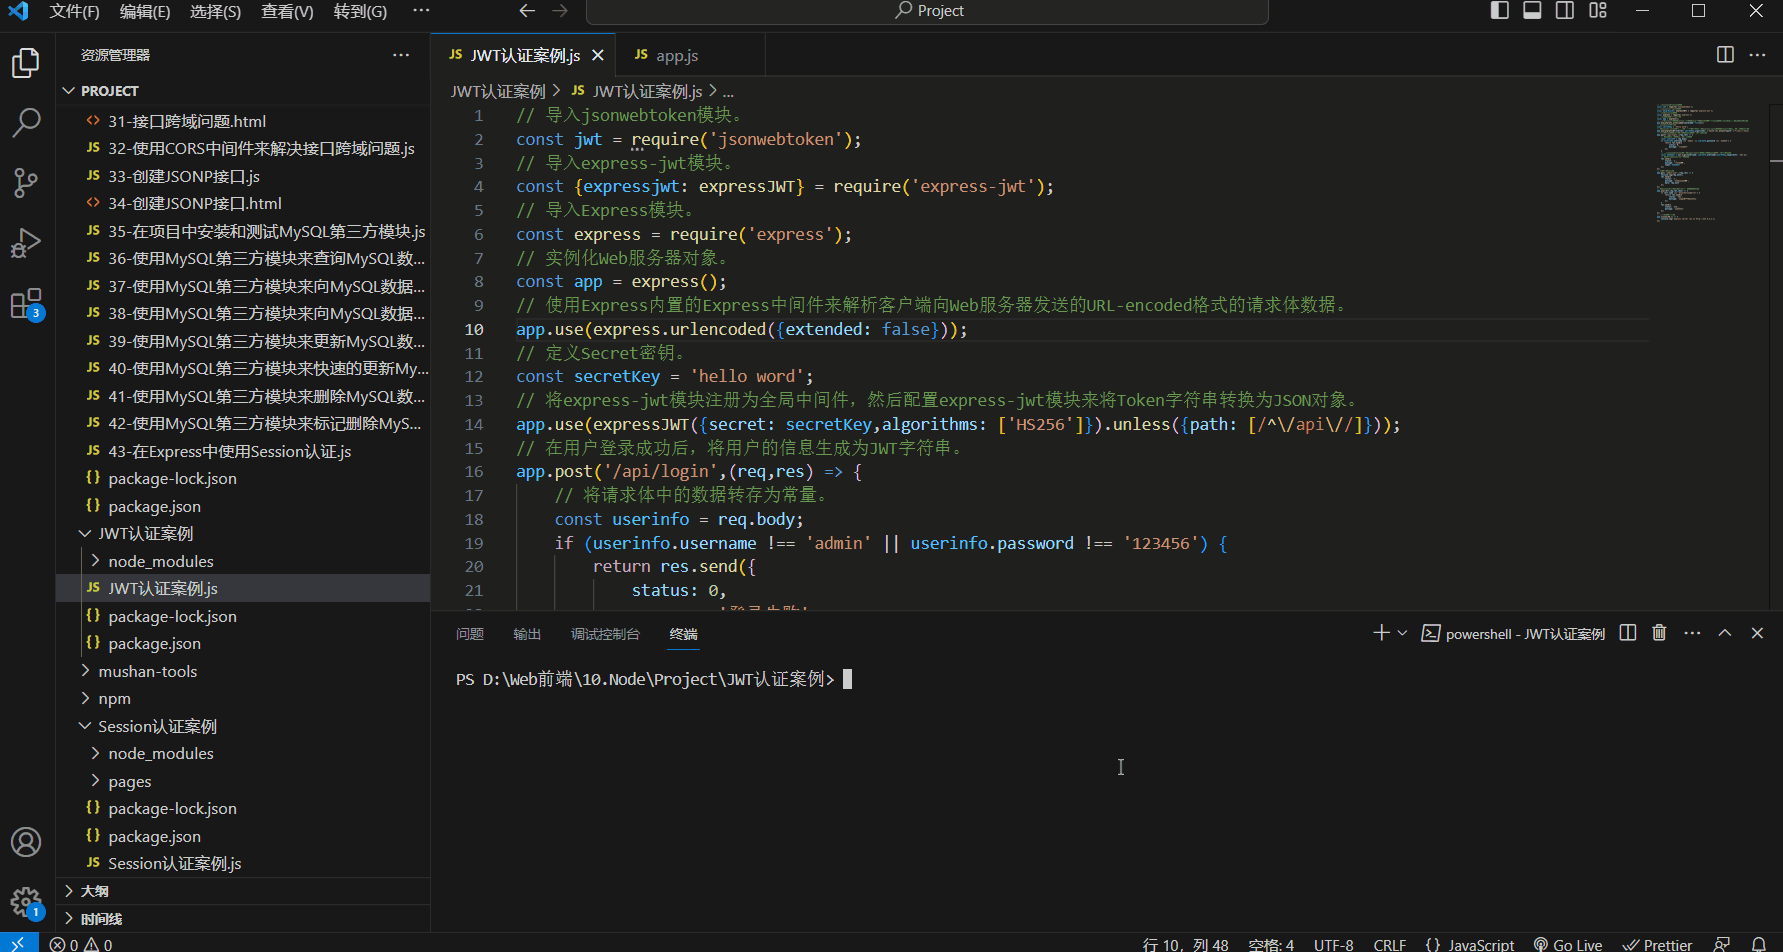 文件(F) 编辑(E) 选择(S) 查看(V) 转到(G) ··· Project
资源管理器
PROJECT
31-接口跨域问题.html
JS 32-使用CORS中间件来解决接口跨域问题.js
JS 33-创建JSONP接口.js
34-创建JSONP接口.html
JS 35-在项目中安装和测试MySQL第三方模块.js
JS 36-使用MySQL第三方模块来查询MySQL数...
JS 37-使用MySQL第三方模块来向MySQL数据...
JS 38-使用MySQL第三方模块来向MySQL数据...
JS 39-使用MySQL第三方模块来更新MySQL数...
JS 40-使用MySQL第三方模块来快速的更新My...
JS 41-使用MySQL第三方模块来删除MySQL数...
JS 42-使用MySQL第三方模块来标记删除MyS...
JS 43-在Express中使用Session认证.js
{} package-lock.json
{} package.json
JWT认证案例
node_modules
JS JWT认证案例.js
{} package-lock.json
{} package.json
mushan-tools
npm
Session认证案例
node_modules
pages
{} package-lock.json
{} package.json
JS Session认证案例.js
大纲
时间线
3
1
JS JWT认证案例.js JS app.js
JWT认证案例 > JS JWT认证案例.js > ...
1 // 导入jsonwebtoken模块。
2 const jwt = require('jsonwebtoken');
3 // 导入express-jwt模块。
4 const {expressjwt: expressJWT} = require('express-jwt');
5 // 导入Express模块。
6 const express = require('express');
7 // 实例化Web服务器对象。
8 const app = express();
9 // 使用Express内置的Express中间件来解析客户端向Web服务器发送的URL-encoded格式的请求体数据。
10 app.use(express.urlencoded({extended: false}));
11 // 定义Secret密钥。
12 const secretKey = 'hello word';
13 // 将express-jwt模块注册为全局中间件，然后配置express-jwt模块来将Token字符串转换为JSON对象。
14 app.use(expressJWT({secret: secretKey,algorithms: ['HS256']}).unless({path: [/^\/api\//]}));
15 // 在用户登录成功后，将用户的信息生成为JWT字符串。
16 app.post('/api/login',(req,res) => {
17 // 将请求体中的数据转存为常量。
18 const userinfo = req.body;
19 if (userinfo.username !== 'admin' || userinfo.password !== '123456') {
20 return res.send({
21 status: 0,
问题 输出 调试控制台 终端 powershell - JWT认证案例
PS D:\Web前端\10.Node\Project\JWT认证案例>
0 0 行 10，列 48 空格: 4 UTF-8 CRLF {} JavaScript Go Live Prettier